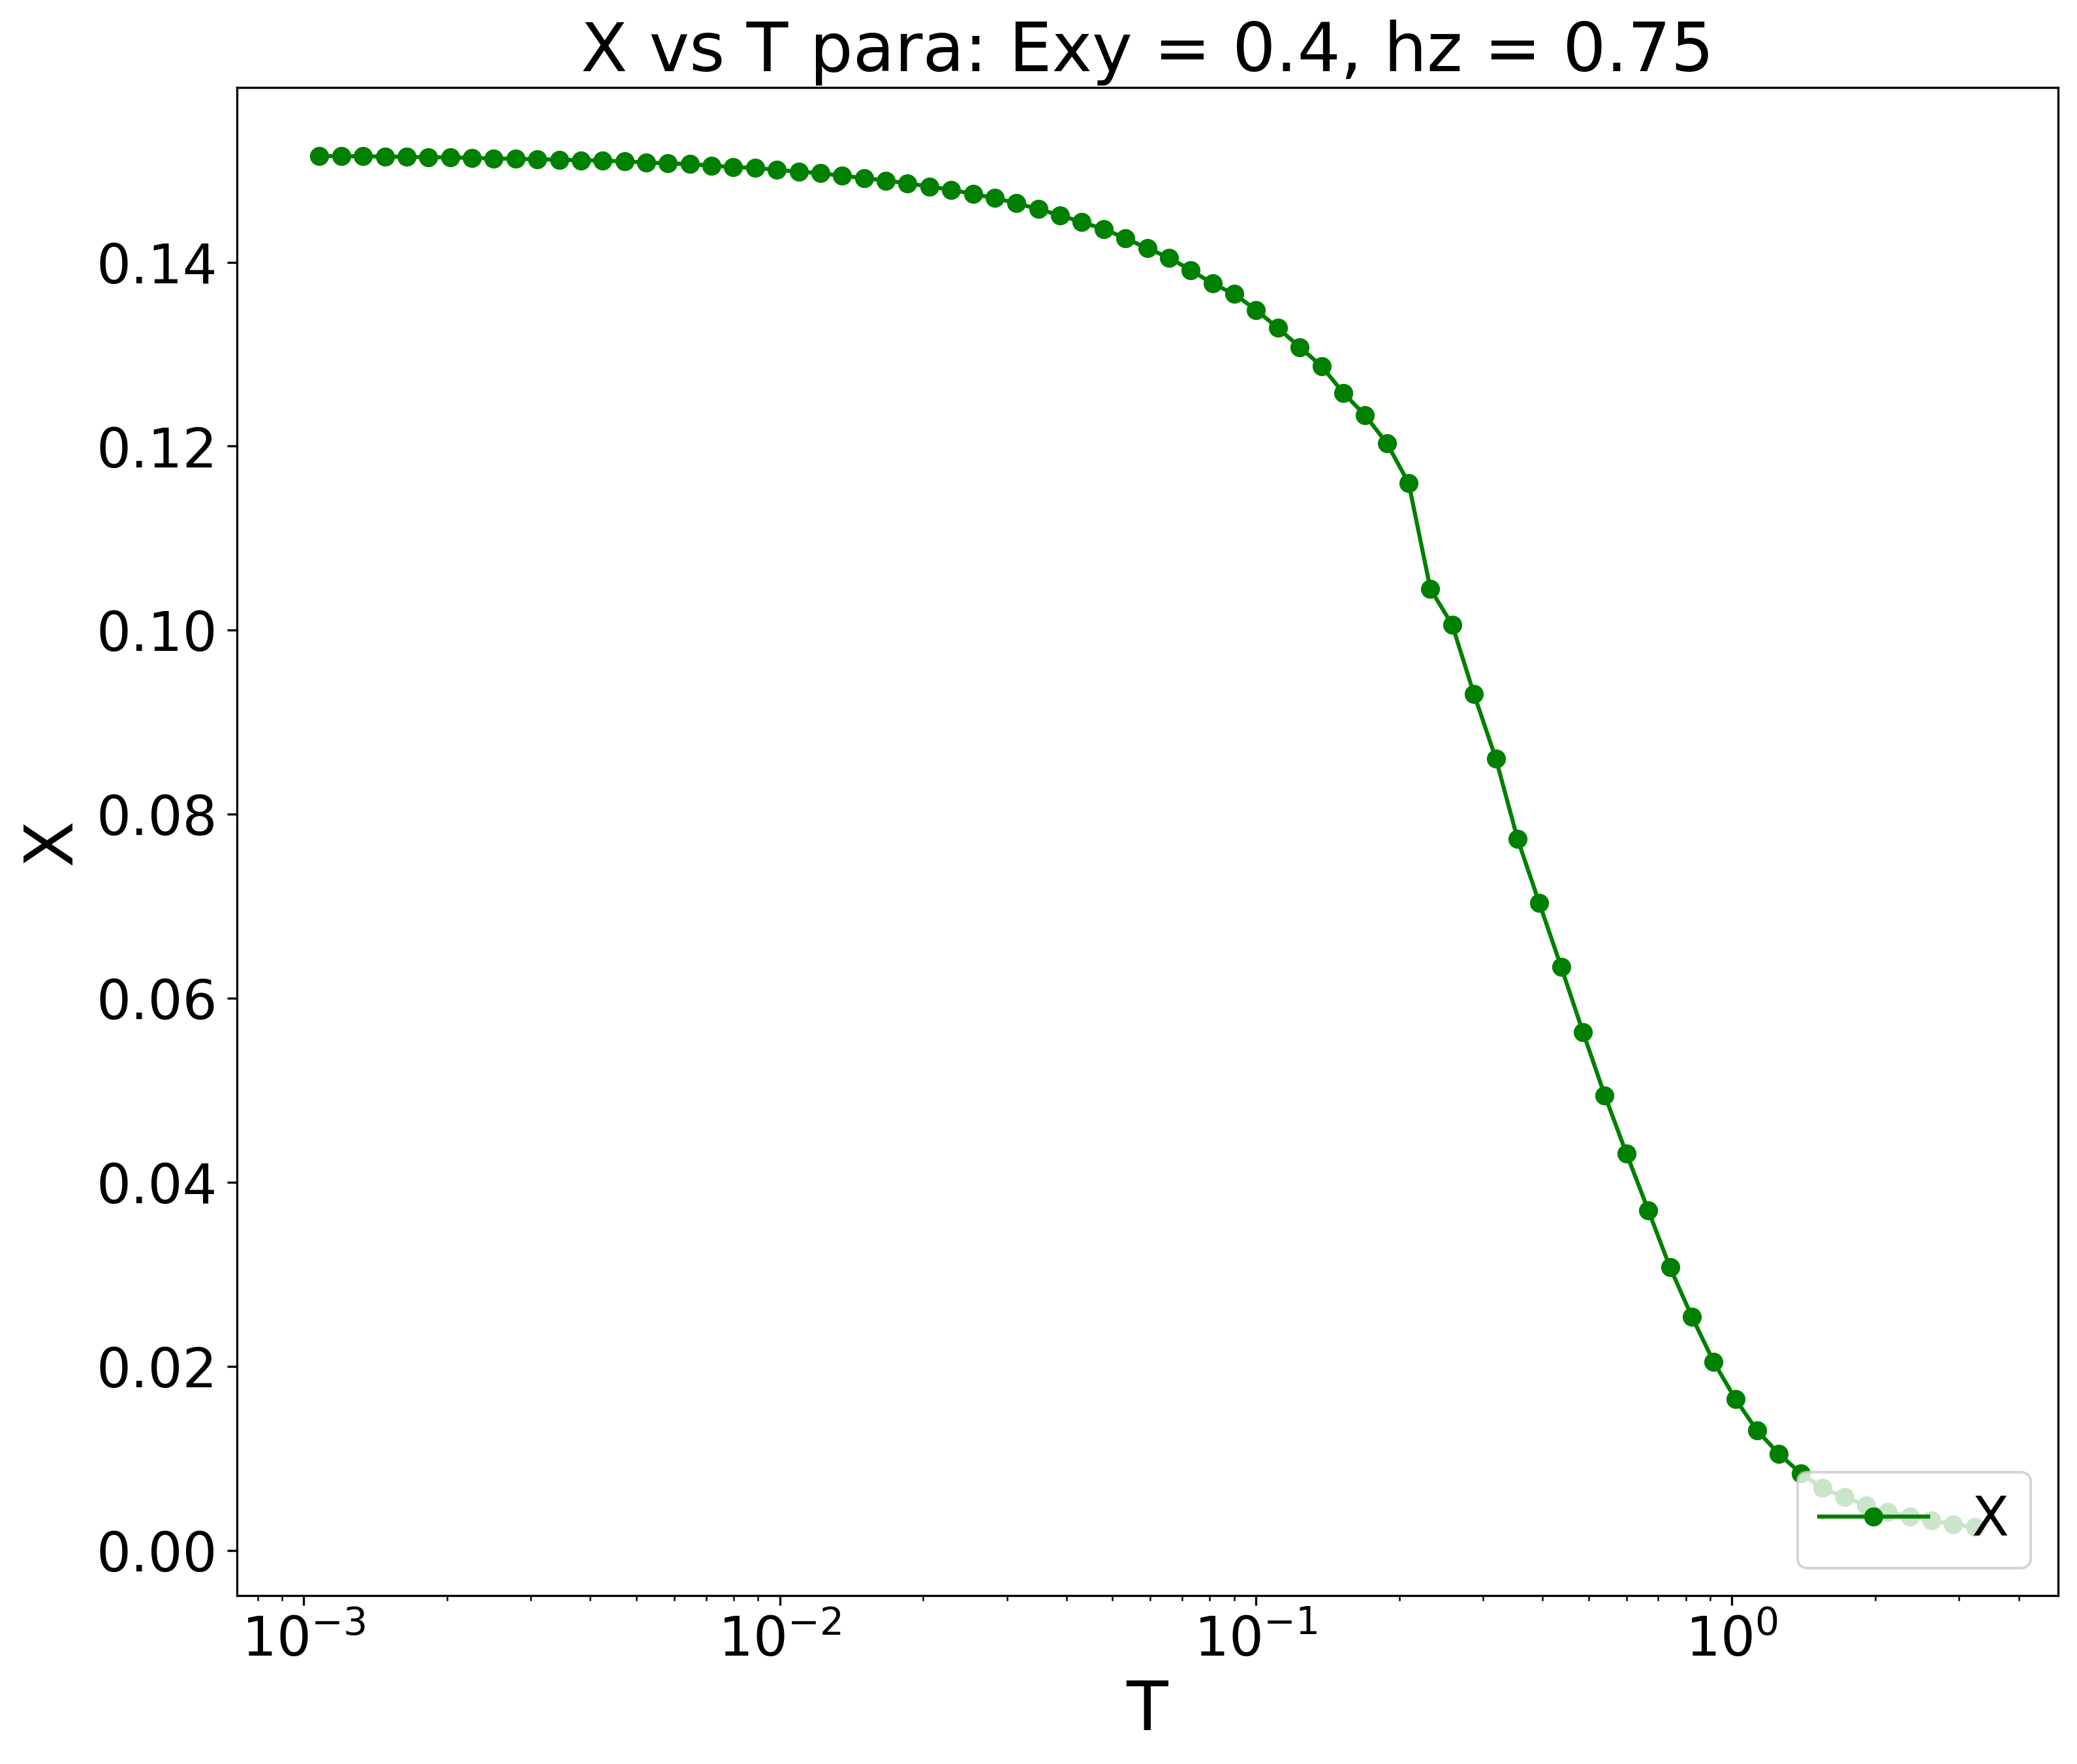 X vs T para: Exy = 0.4, hz = 0.75
X
0.14
0.12
0.10
0.08
0.06
0.04
0.02
0.00
10⁻³ 10⁻² 10⁻¹ 10⁰
T
X